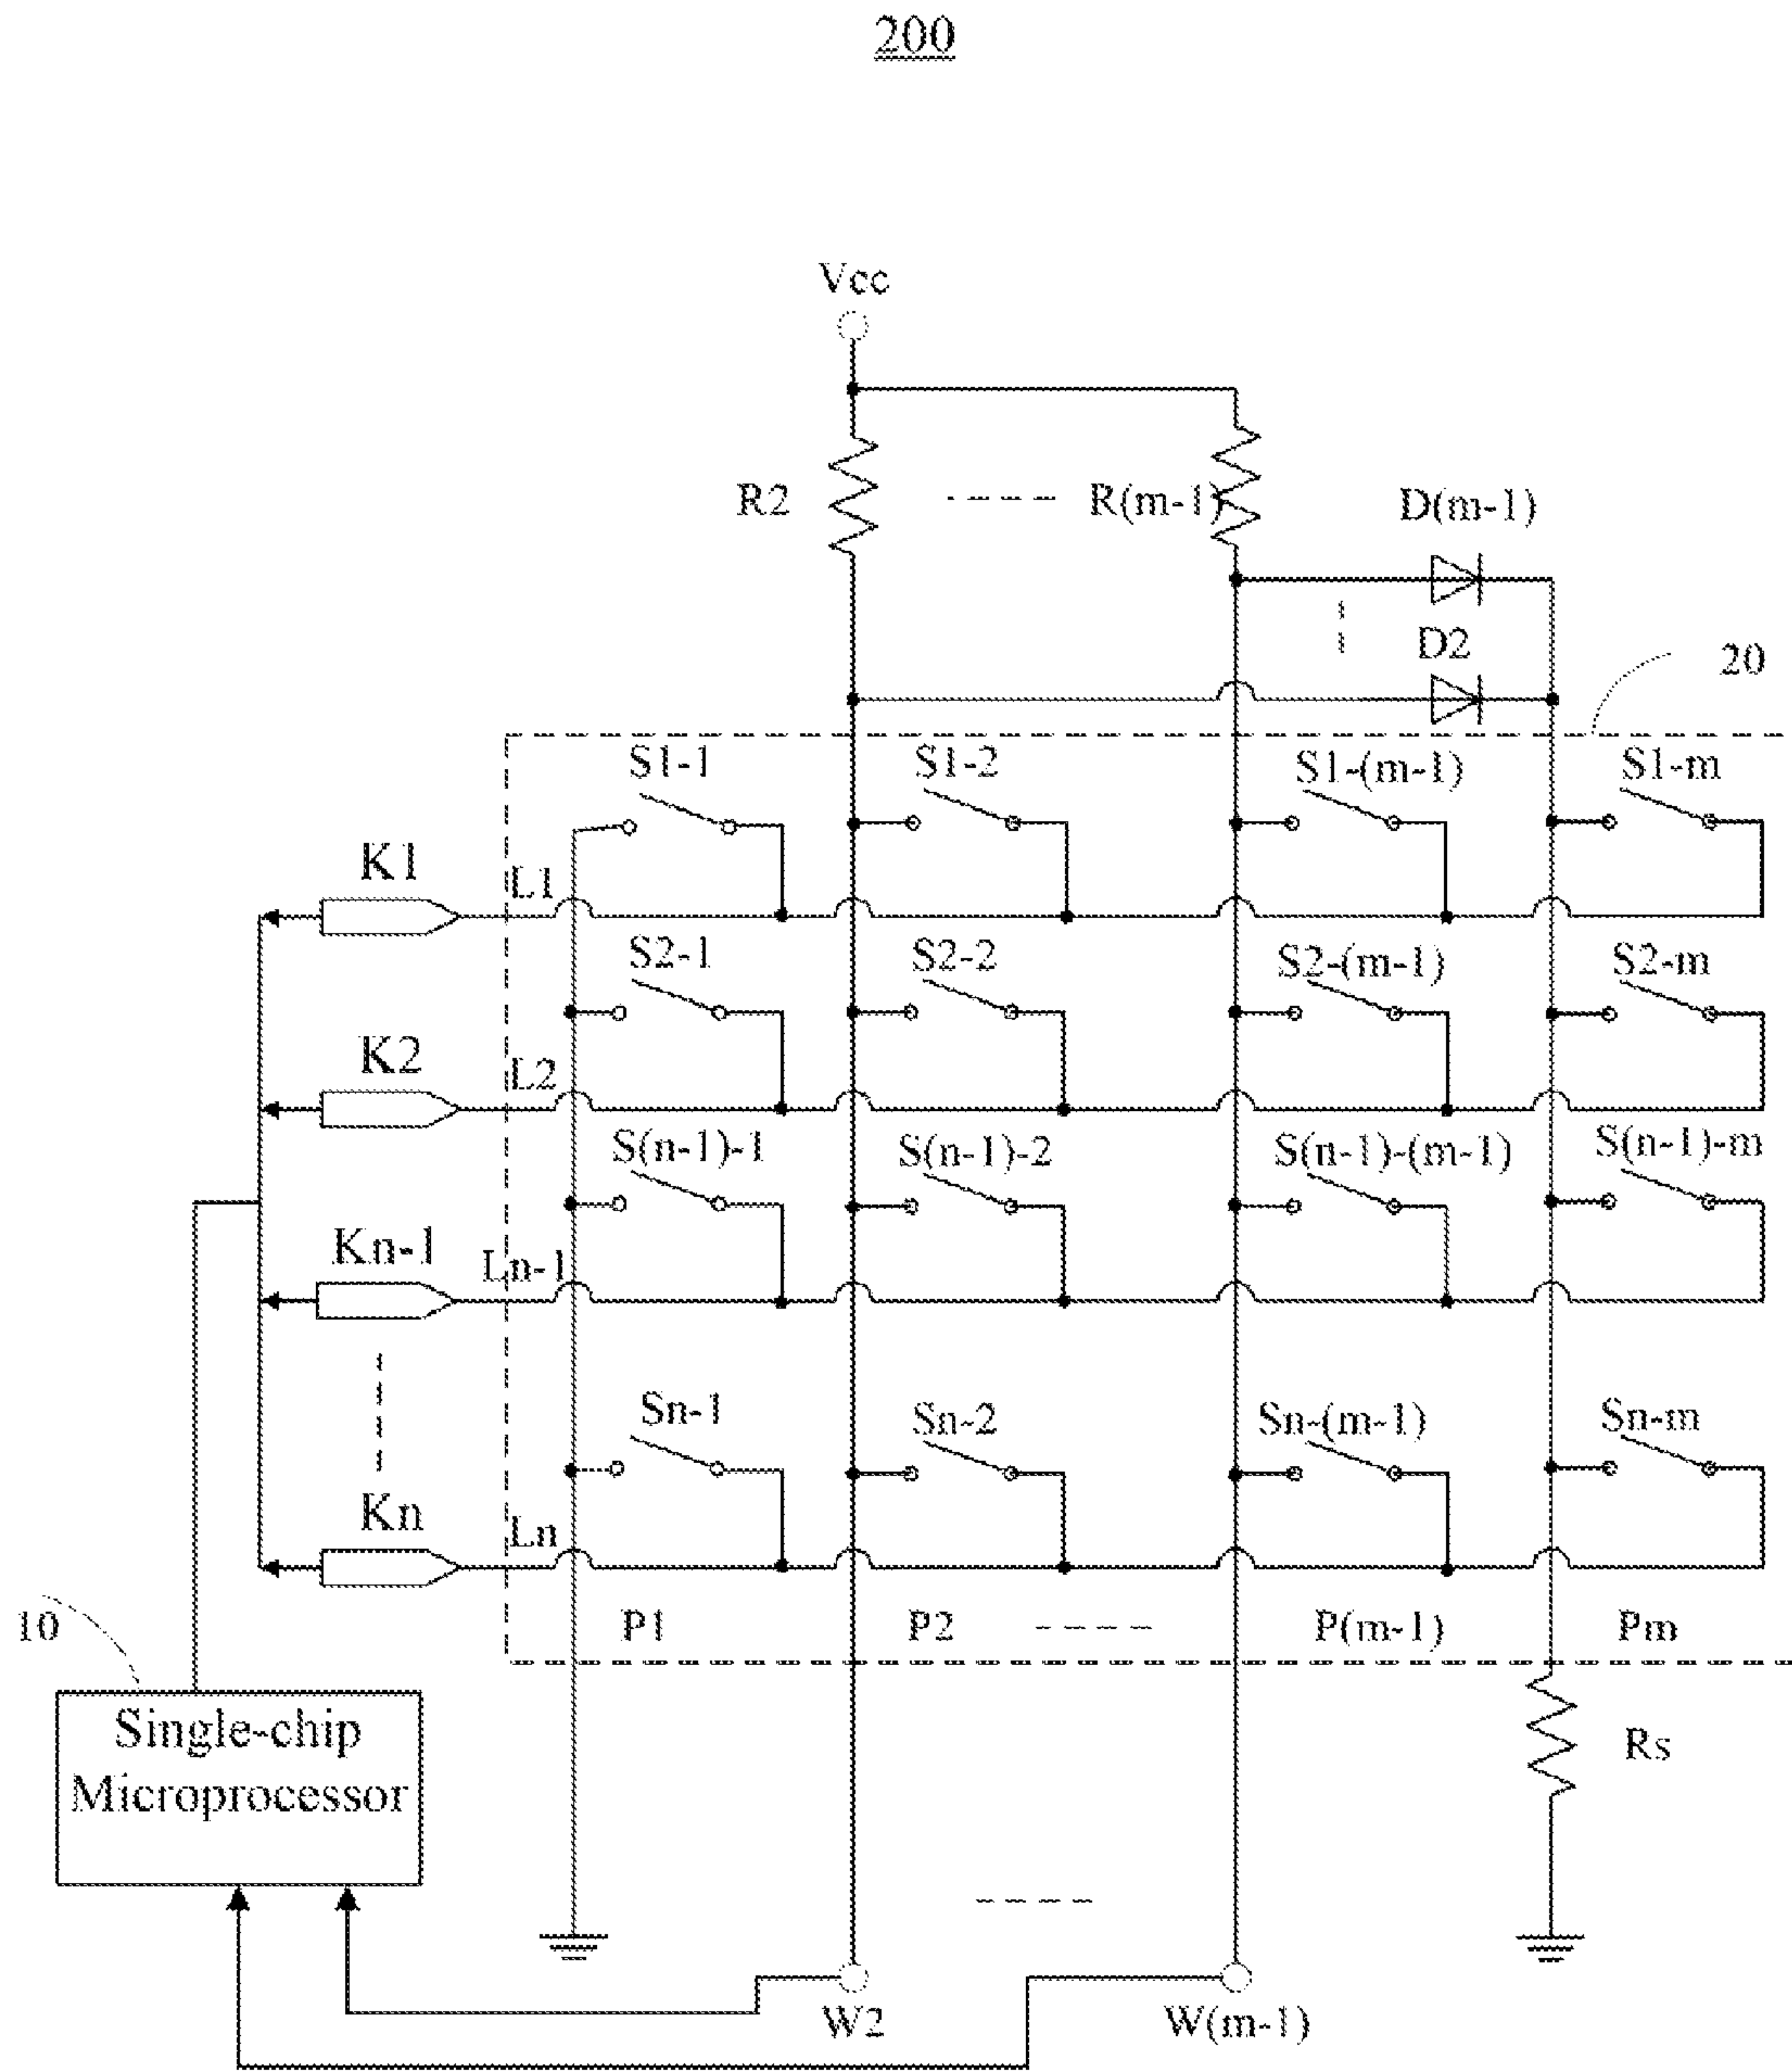 200
Vcc
R2
R(m-1)
D(m-1)
D2
20
S1-1
S1-2
S1-(m-1)
S1-m
K1
L1
S2-1
S2-2
S2-(m-1)
S2-m
K2
L2
S(n-1)-1
S(n-1)-2
S(n-1)-(m-1)
S(n-1)-m
Kn-1
Ln-1
Sn-1
Sn-2
Sn-(m-1)
Sn-m
Kn
Ln
10
P1
P2
P(m-1)
Pm
Single-chip
Microprocessor
Rs
W2
W(m-1)